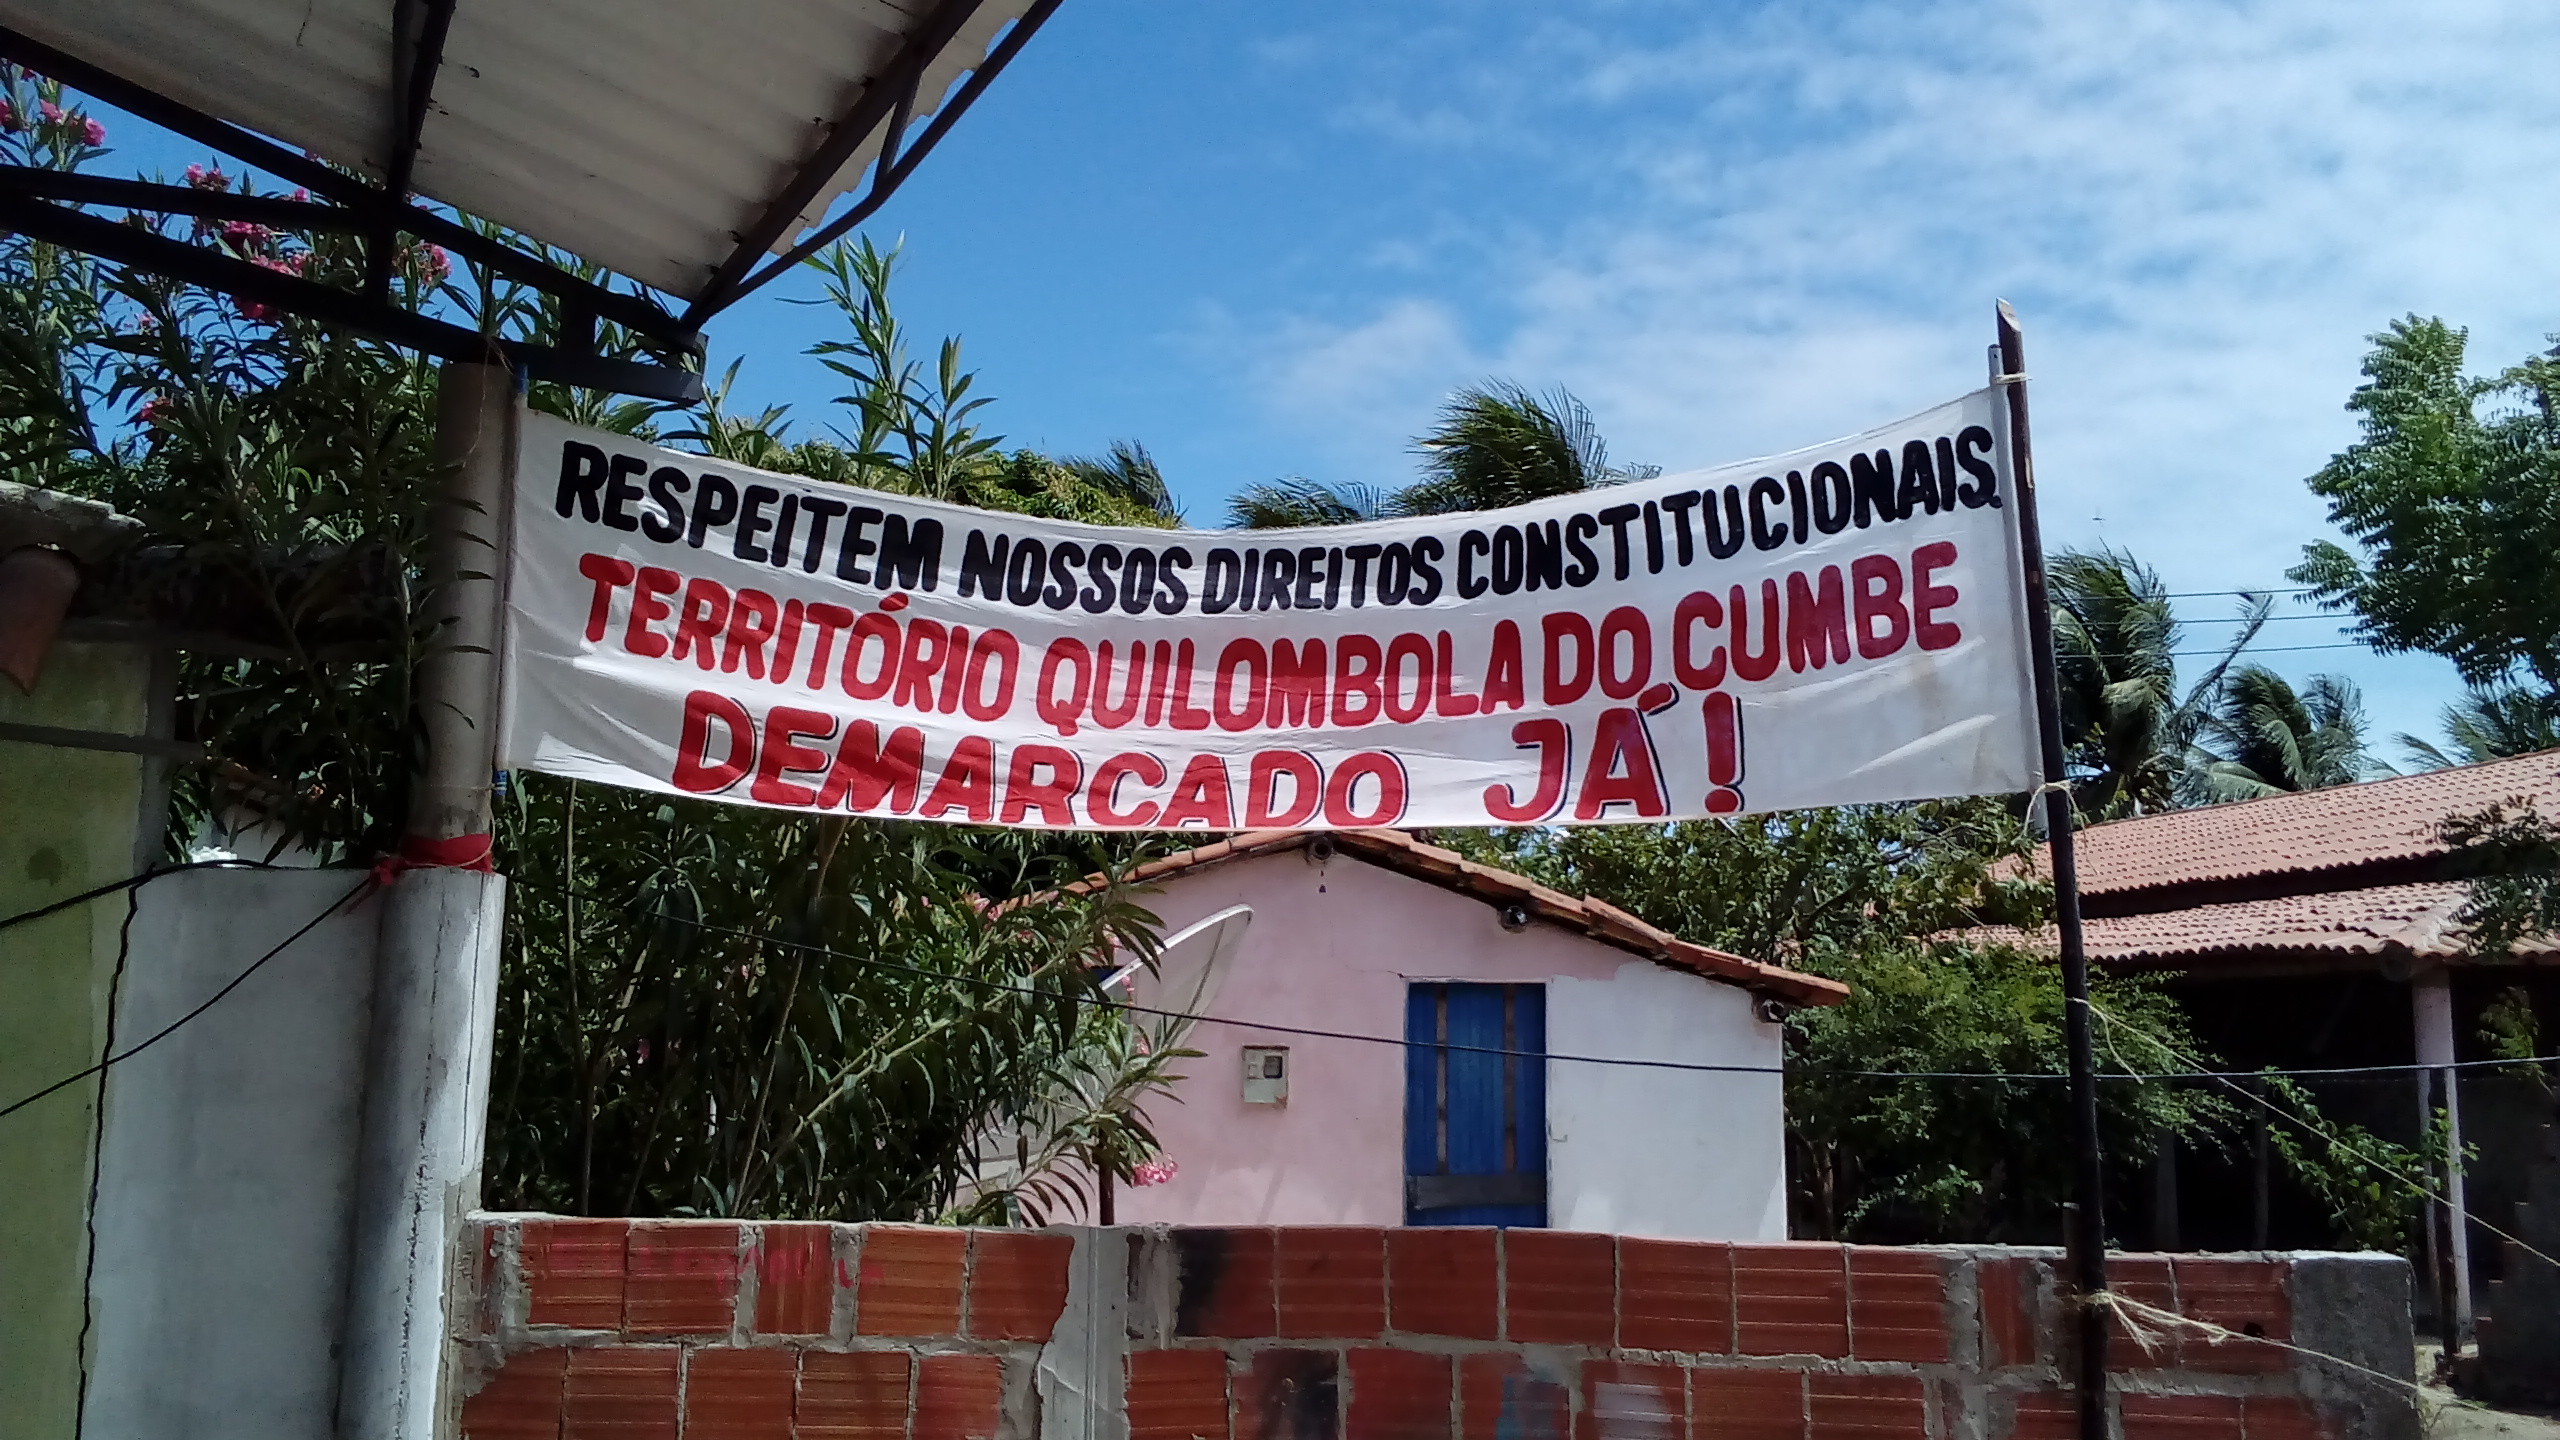 RESPEITEM NOSSOS DIREITOS CONSTITUCIONAIS
TERRITÓRIO QUILOMBOLA DO CUMBE
DEMARCADO JÁ!